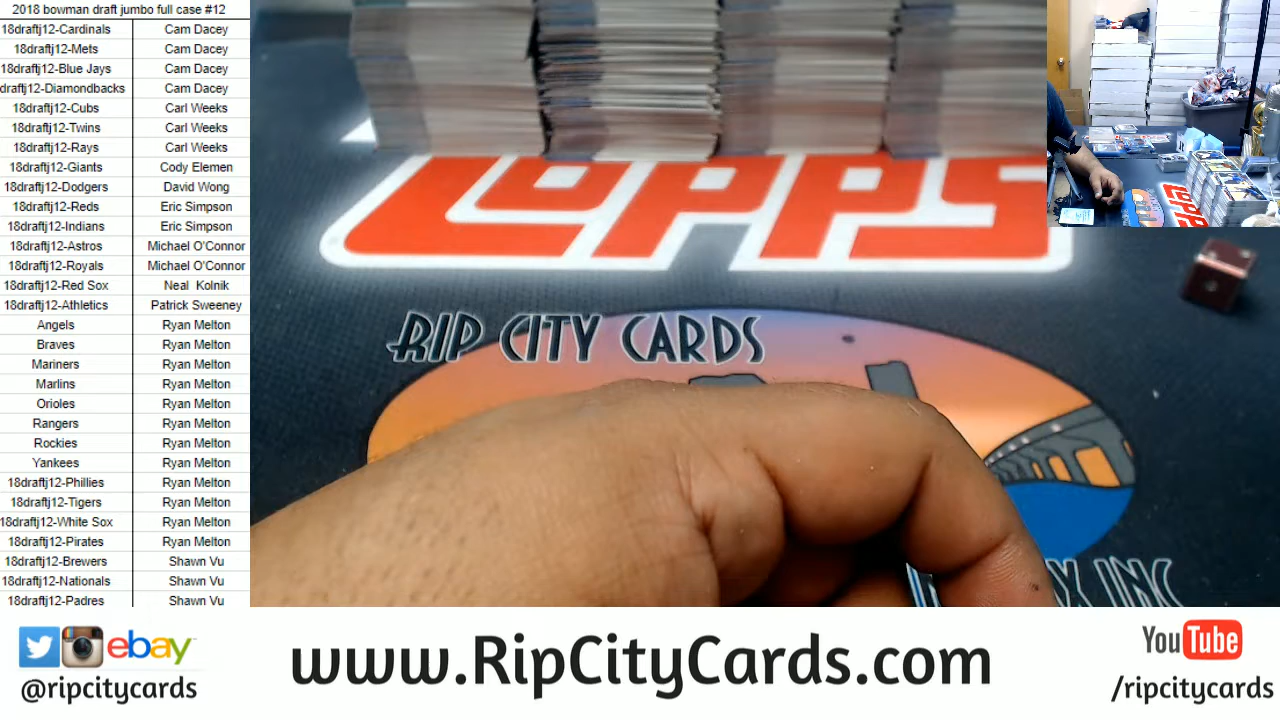 2018 bowman draft jumbo full case #12
18draftj12-Cardinals Cam Dacey
18draftj12-Mets Cam Dacey
18draftj12-Blue Jays Cam Dacey
draftj12-Diamondbacks Cam Dacey
18draftj12-Cubs Carl Weeks
18draftj12-Twins Carl Weeks
18draftj12-Rays Carl Weeks
18draftj12-Giants Cody Elemen
18draftj12-Dodgers David Wong
18draftj12-Reds Eric Simpson
18draftj12-Indians Eric Simpson
18draftj12-Astros Michael O'Connor
18draftj12-Royals Michael O'Connor
18draftj12-Red Sox Neal Kolnik
18draftj12-Athletics Patrick Sweeney
Angels Ryan Melton
Braves Ryan Melton
Mariners Ryan Melton
Marlins Ryan Melton
Orioles Ryan Melton
Rangers Ryan Melton
Rockies Ryan Melton
Yankees Ryan Melton
18draftj12-Phillies Ryan Melton
18draftj12-Tigers Ryan Melton
18draftj12-White Sox Ryan Melton
18draftj12-Pirates Ryan Melton
18draftj12-Brewers Shawn Vu
18draftj12-Nationals Shawn Vu
18draftj12-Padres Shawn Vu
TOPPS
TOPPS
RIP CITY CARDS
INC
ebay
@ripcitycards
www.RipCityCards.com
YouTube
/ripcitycards